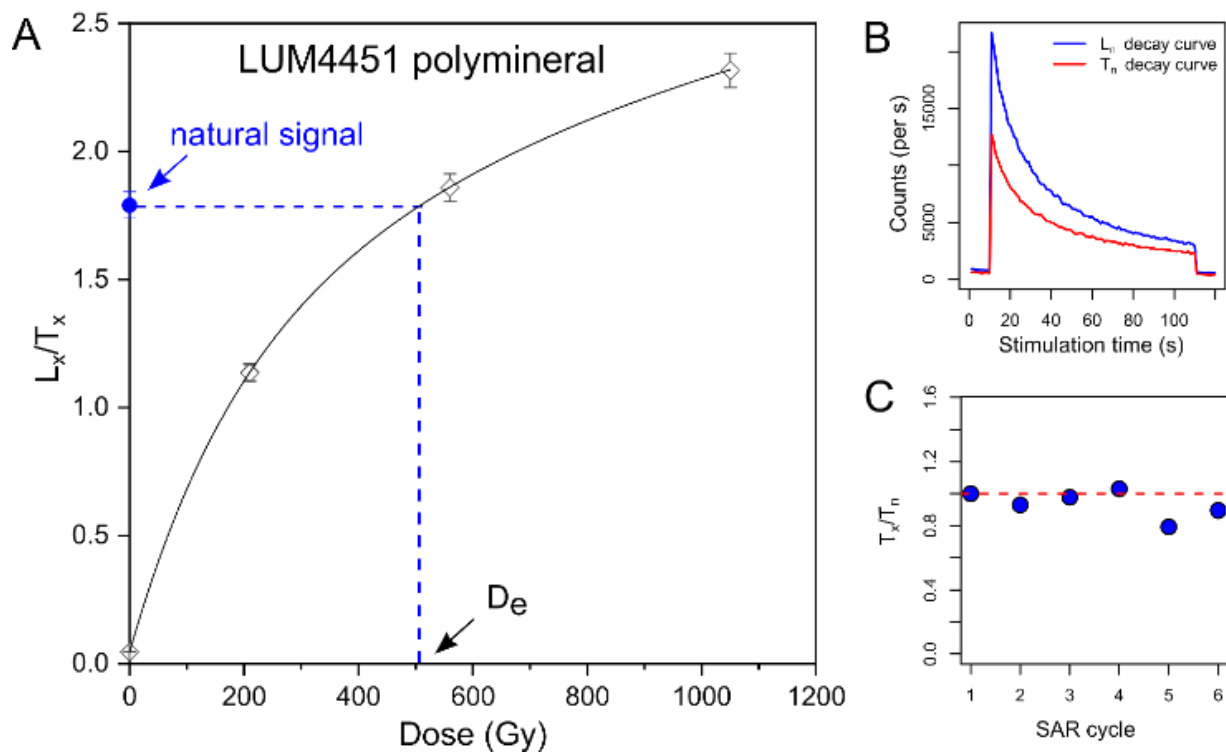 A
LUM4451 polymineral
natural signal
Lx/Tx
2.5
2.0
1.5
1.0
0.5
0.0
De
0 200 400 600 800 1000 1200
Dose (Gy)
B
Ln decay curve
Tn decay curve
Counts (per s)
15000
5000
0
0 20 40 60 80 100
Stimulation time (s)
C
Tx/Tn
1.6
1.2
0.8
0.4
0.0
1 2 3 4 5 6
SAR cycle